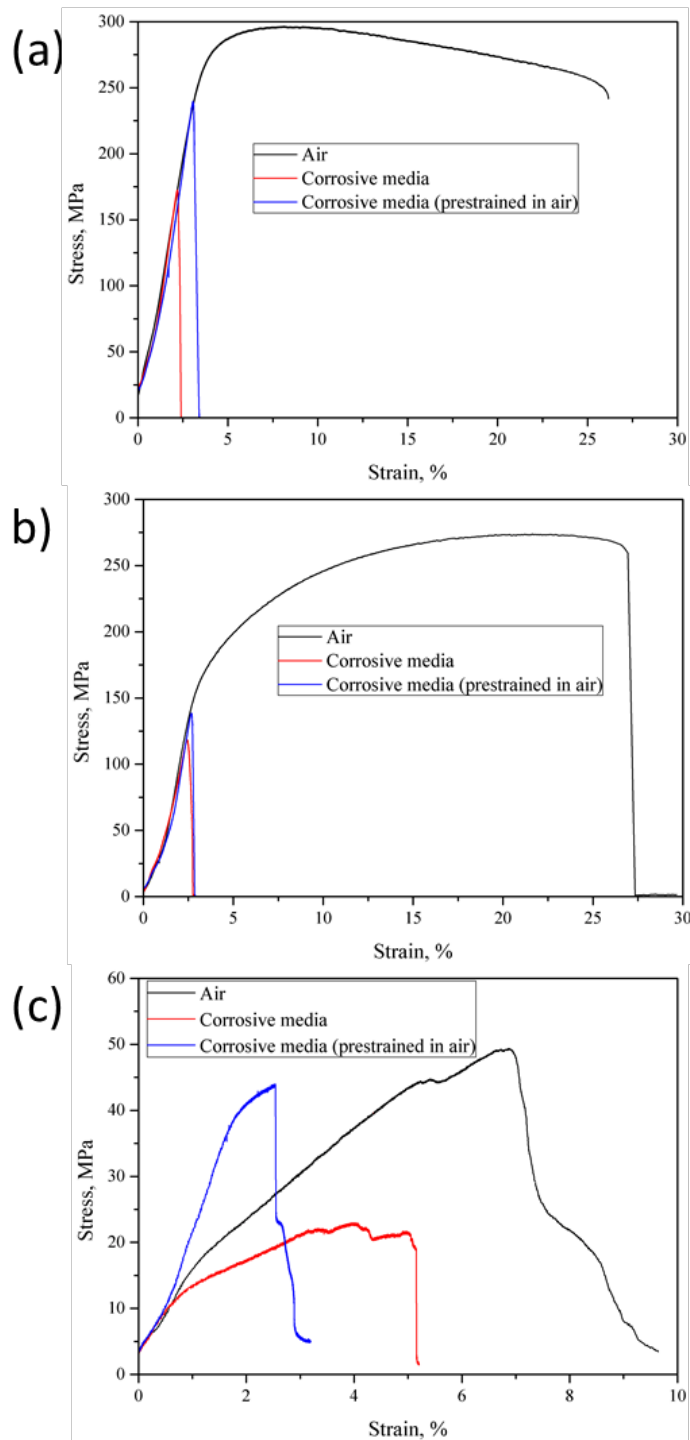 (a)
300
250
200
150
100
50
0
Stress, MPa
Air
Corrosive media
Corrosive media (prestrained in air)
0 5 10 15 20 25 30
Strain, %
b)
300
250
200
150
100
50
0
Stress, MPa
Air
Corrosive media
Corrosive media (prestrained in air)
0 5 10 15 20 25 30
Strain, %
(c)
60
50
40
30
20
10
0
Stress, MPa
Air
Corrosive media
Corrosive media (prestrained in air)
0 2 4 6 8 10
Strain, %